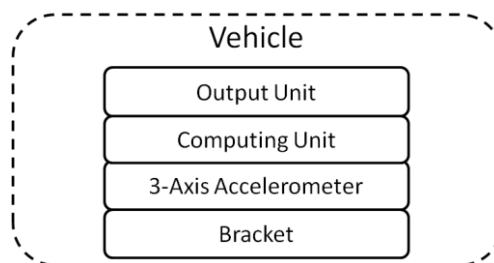 Vehicle
Output Unit
Computing Unit
3-Axis Accelerometer
Bracket